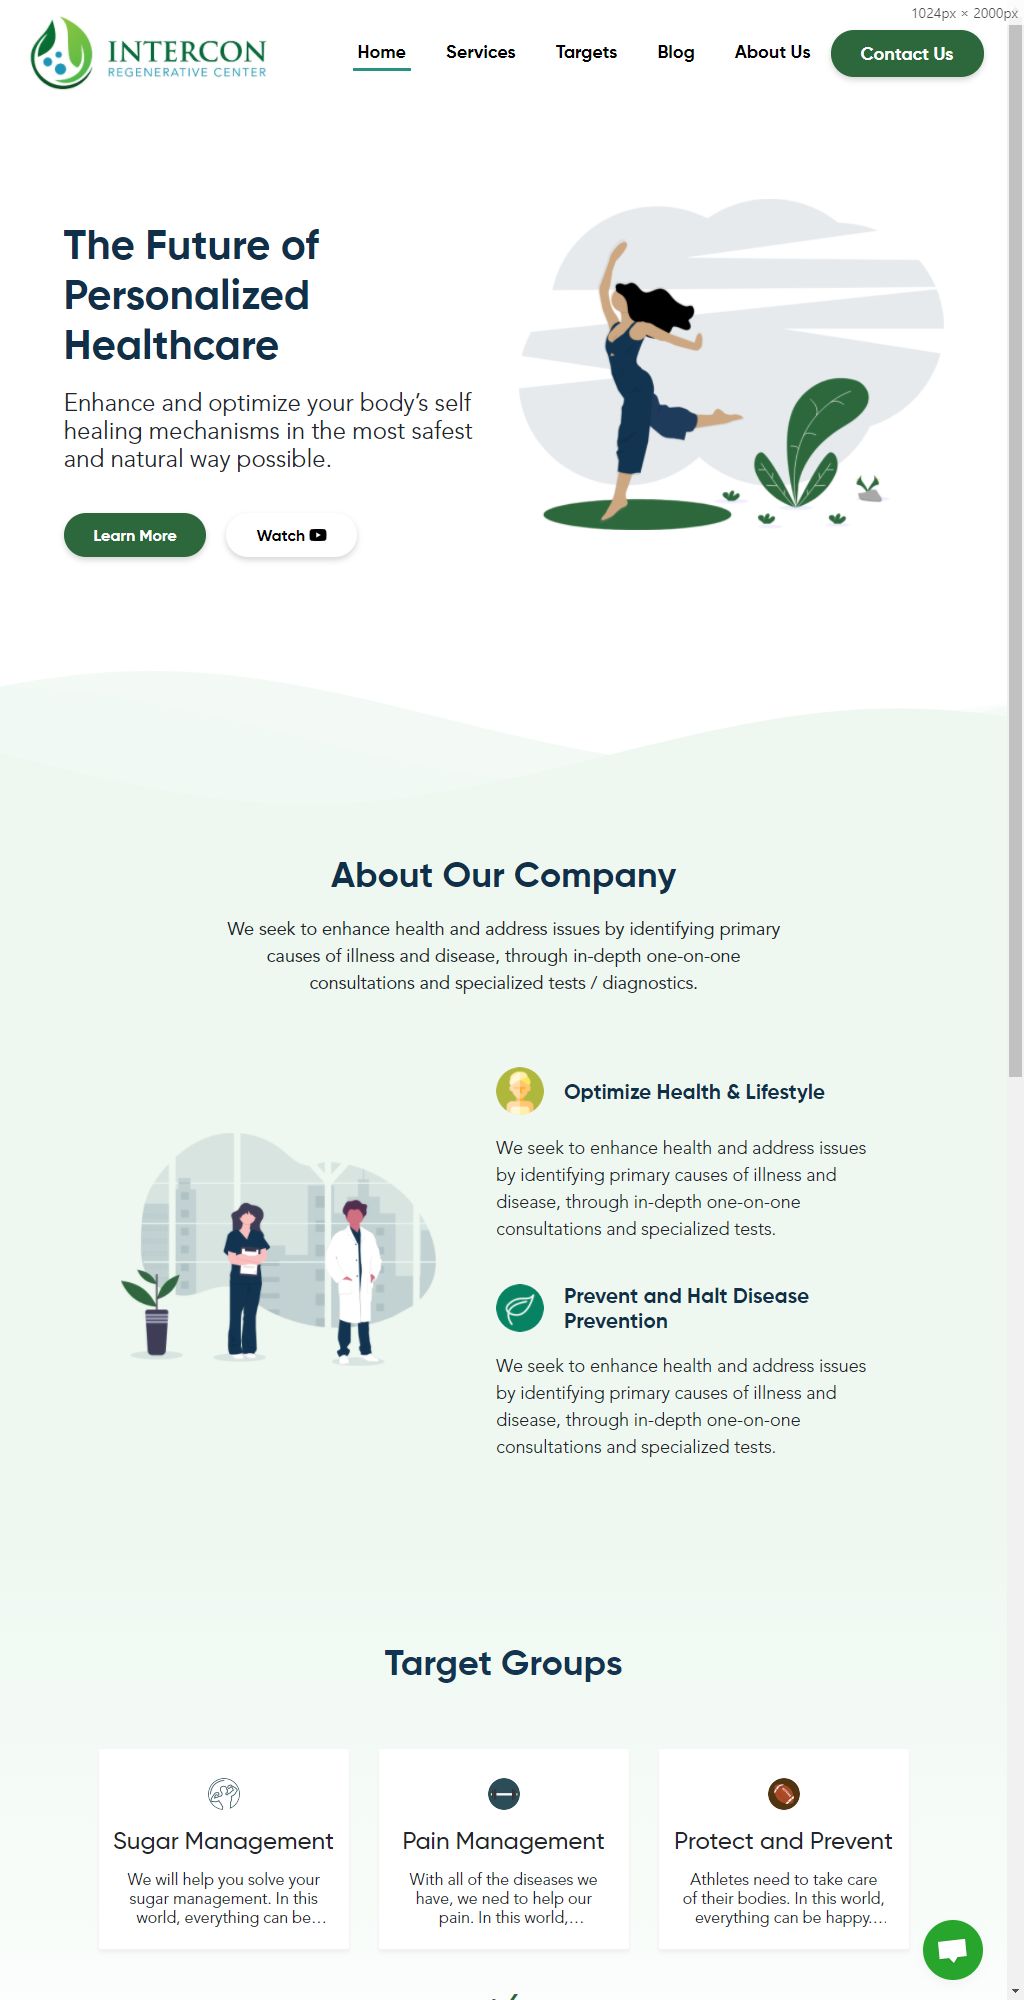 1024px × 2000px
INTERCON
REGENERATIVE CENTER
Home Services Targets Blog About Us Contact Us
The Future of
Personalized
Healthcare
Enhance and optimize your body’s self
healing mechanisms in the most safest
and natural way possible.
Learn More Watch
About Our Company
We seek to enhance health and address issues by identifying primary
causes of illness and disease, through in-depth one-on-one
consultations and specialized tests / diagnostics.
Optimize Health & Lifestyle
We seek to enhance health and address issues
by identifying primary causes of illness and
disease, through in-depth one-on-one
consultations and specialized tests.
Prevent and Halt Disease
Prevention
We seek to enhance health and address issues
by identifying primary causes of illness and
disease, through in-depth one-on-one
consultations and specialized tests.
Target Groups
Sugar Management
We will help you solve your
sugar management. In this
world, everything can be...
Pain Management
With all of the diseases we
have, we ned to help our
pain. In this world,...
Protect and Prevent
Athletes need to take care
of their bodies. In this world,
everything can be happy....